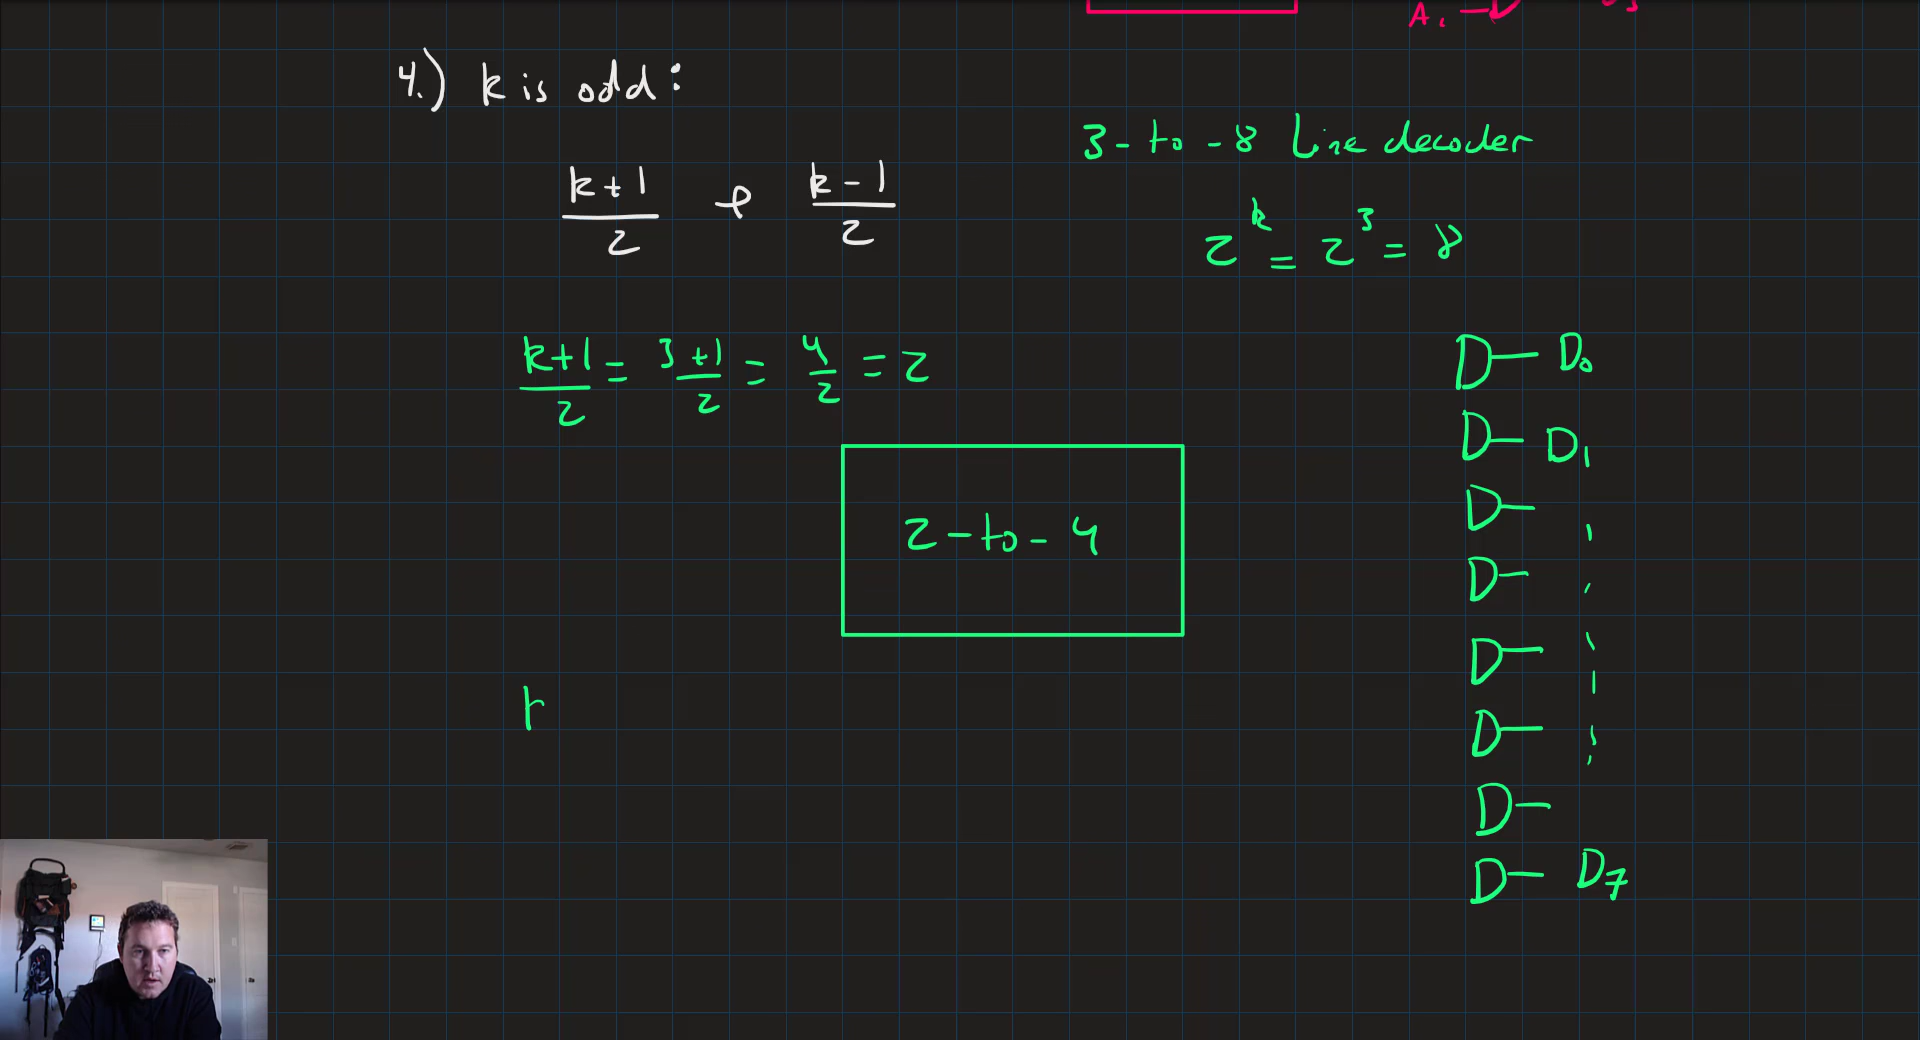 A₁
4.) k is odd:
3-to-8 Line decoder
k+1/2 & k-1/2
2^k = 2^3 = 8
k+1/2 = 3+1/2 = 4/2 = 2
D₀
D₁
2-to-4
D₇